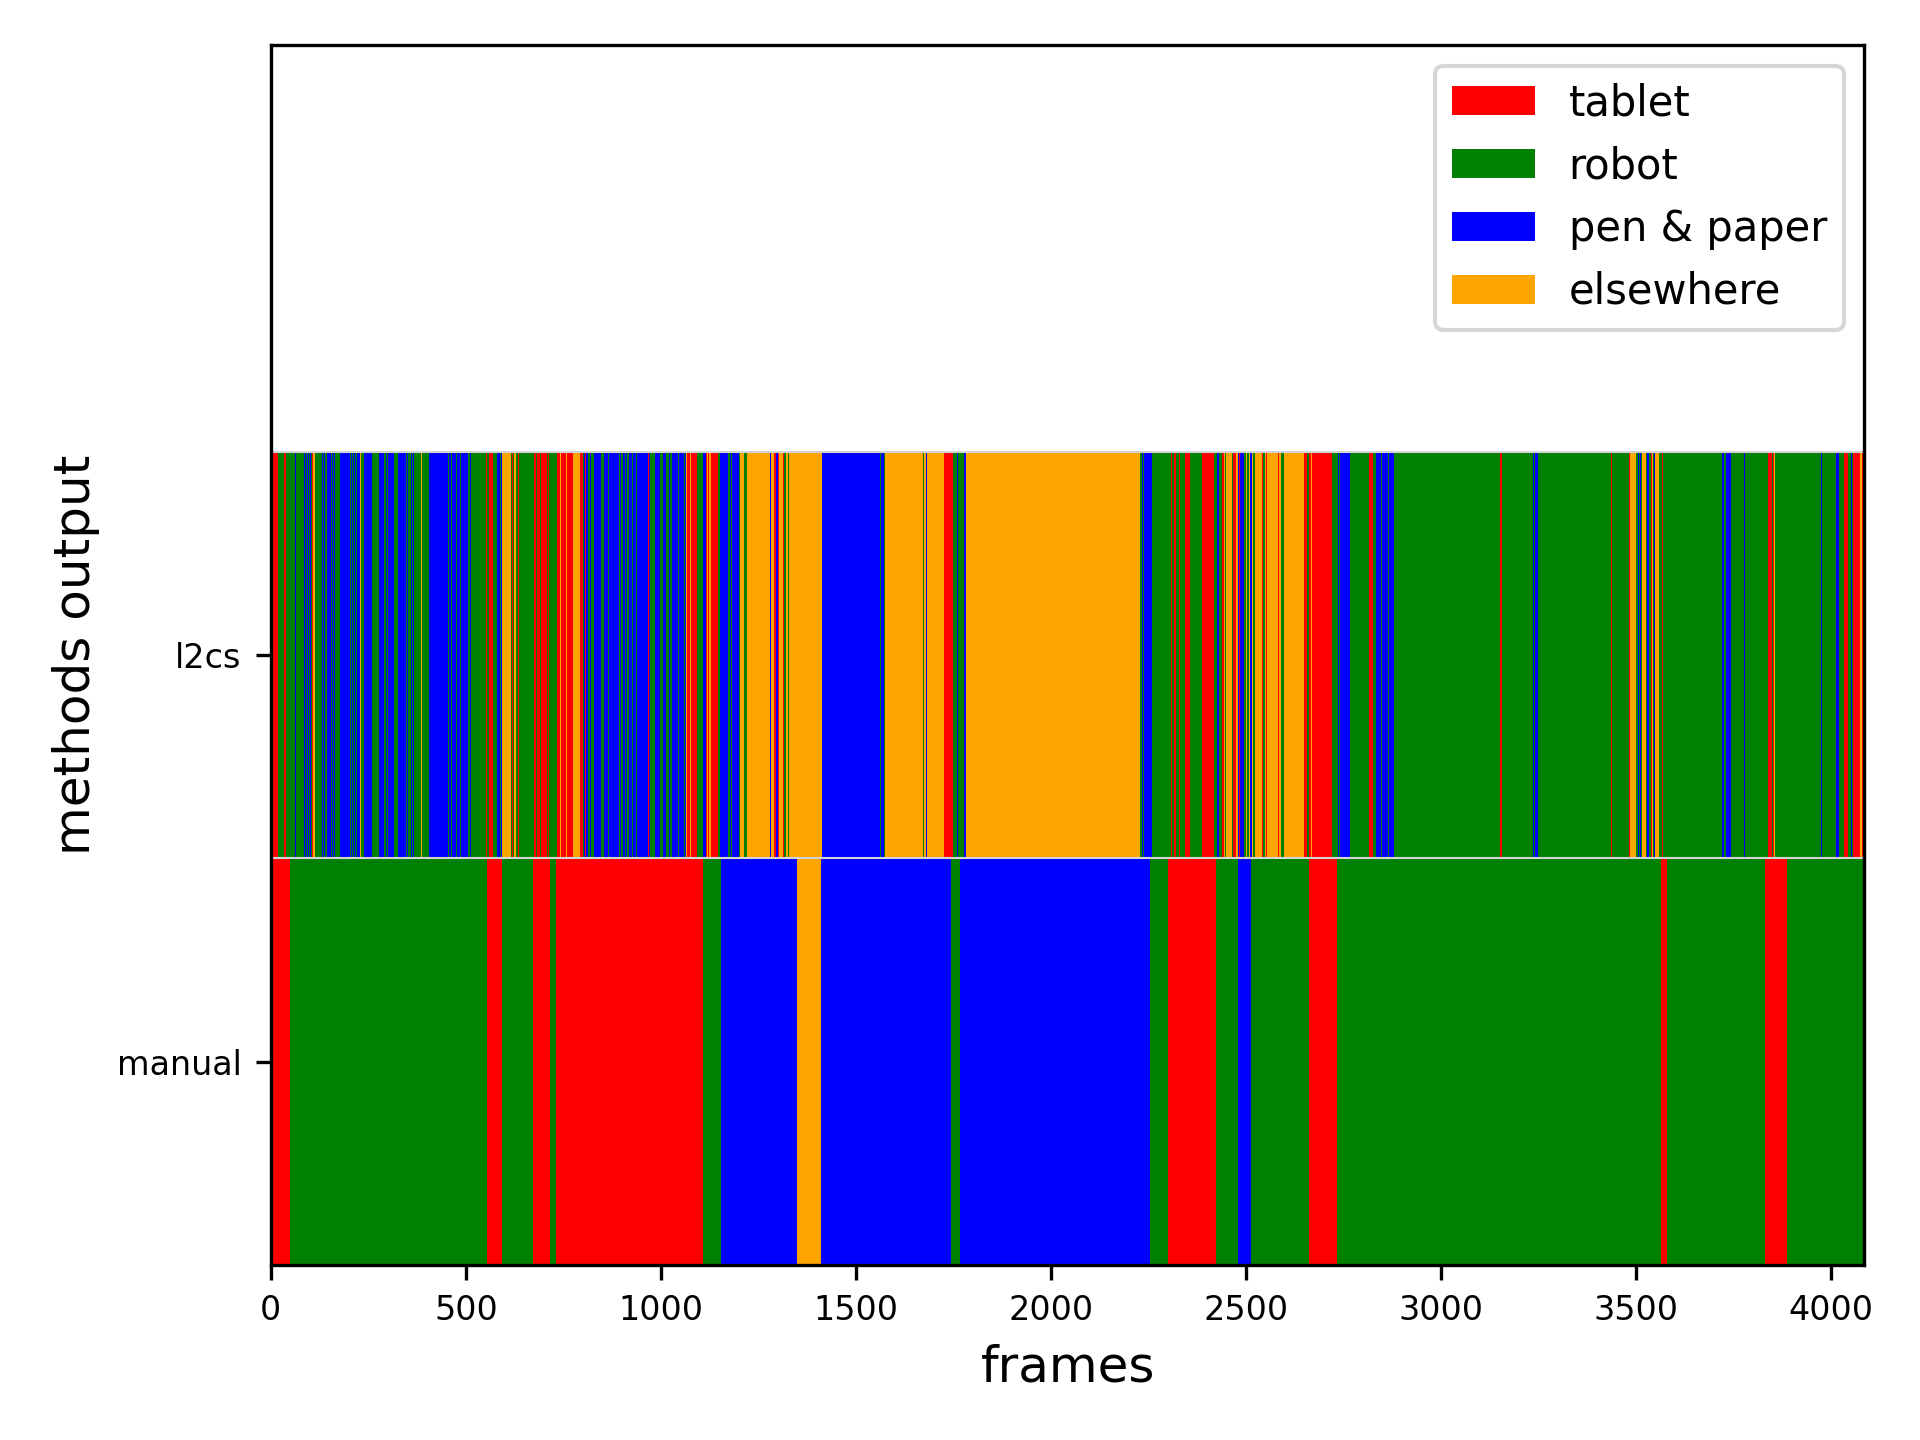 tablet
robot
pen & paper
elsewhere
methods output
l2cs
manual
0 500 1000 1500 2000 2500 3000 3500 4000
frames